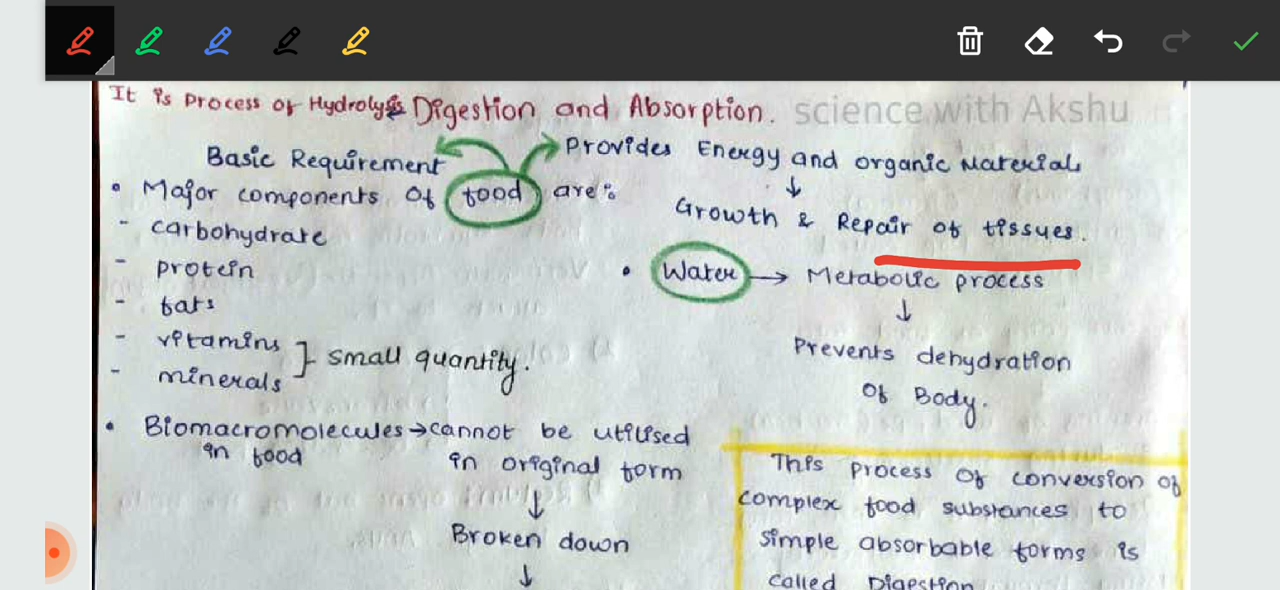 It is Process of Hydrolysis Digestion and Absorption. science with Akshu
Basic Requirement
Provides Energy and organic Material
↓
Growth & Repair of tissues.
• Major components of food are:
- carbohydrate
- protein
- fats
- vitamins
- minerals
} small quantity.
• Water → Metabolic process
↓
Prevents dehydration
of Body.
• Biomacromolecules → cannot be utilised
in food in original form
↓
Broken down
↓
This process of conversion of
complex food substances to
simple absorbable forms is
called Digestion